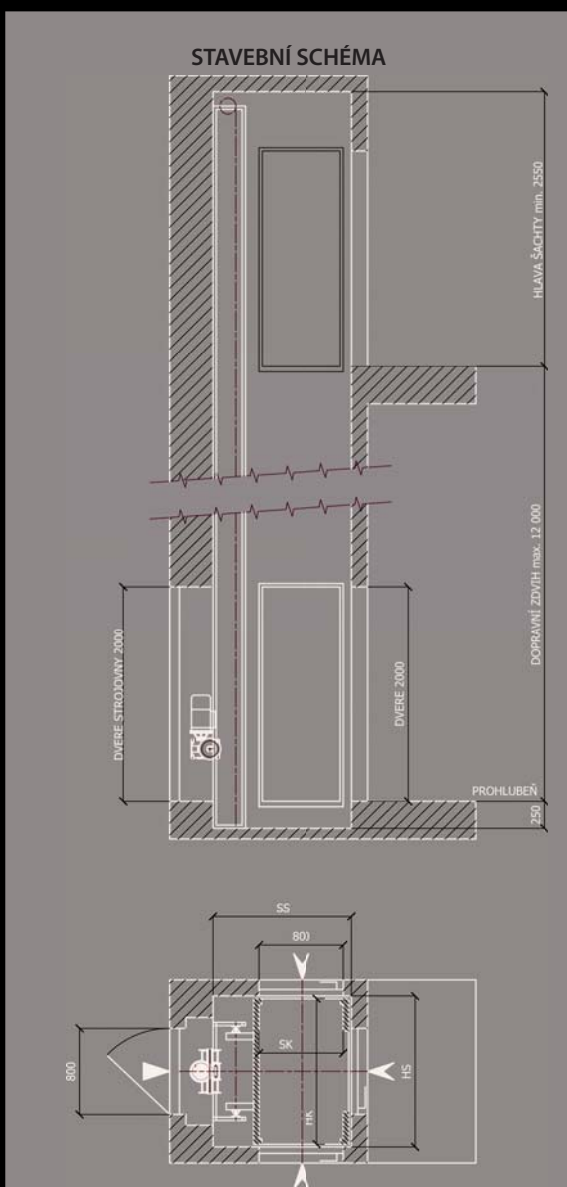 STAVEBNÍ SCHÉMA
HLAVA ŠACHTY min. 2550
DOPRAVNÍ ZDVIH max. 12 000
DVEŘE STROJOVNY 2000
DVEŘE 2000
PROHLUBEŇ
250
SS
800
SK
HS
800